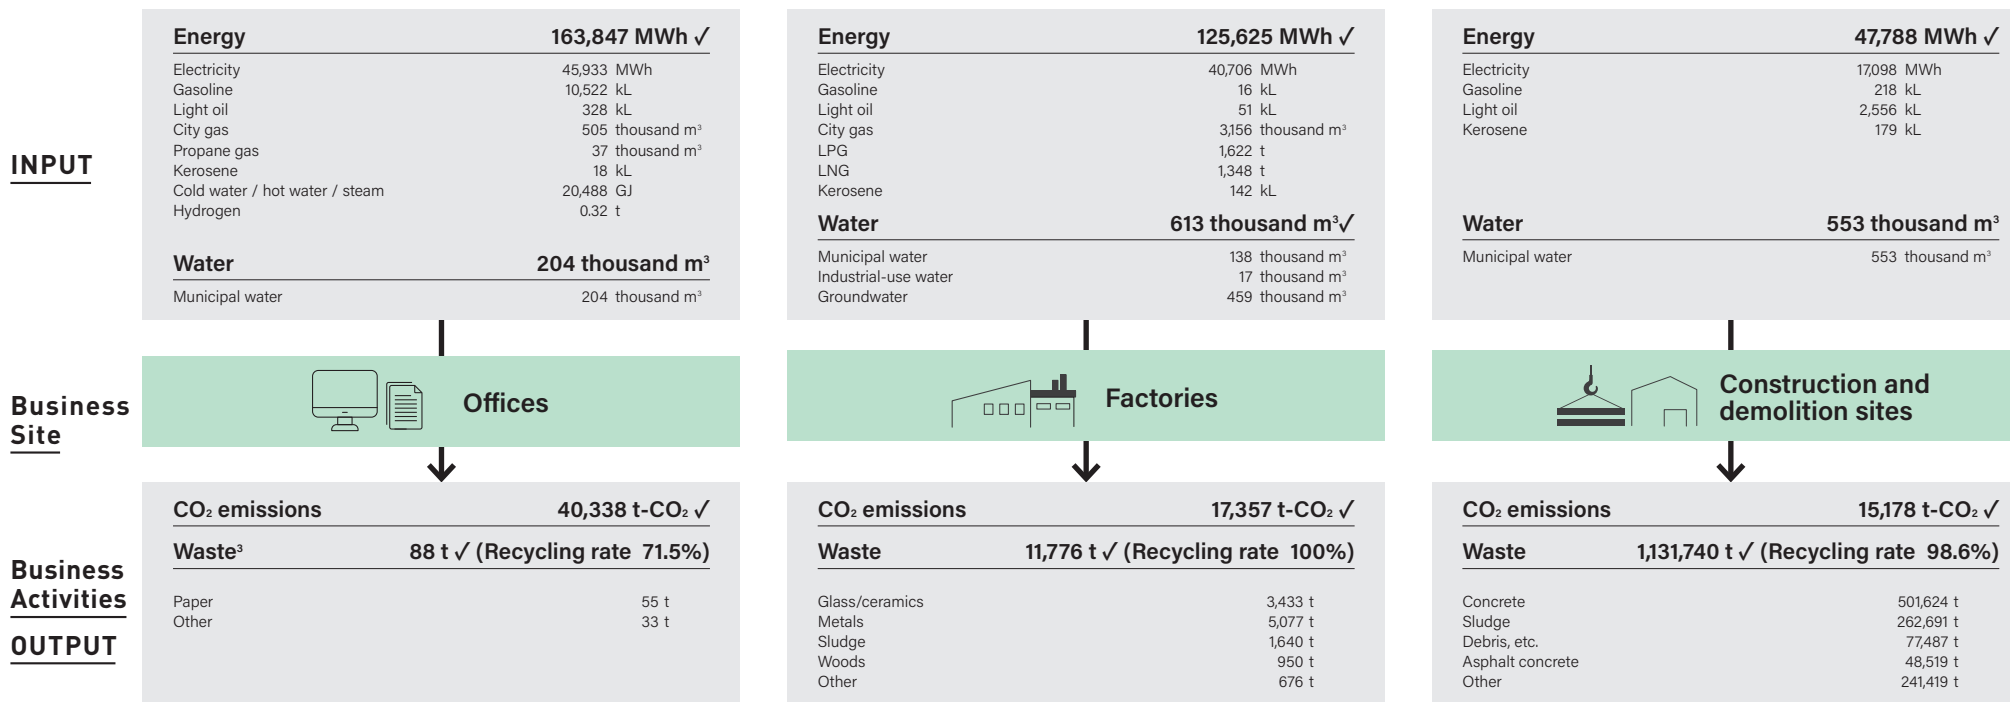 INPUT
Energy 163,847 MWh ✓
Electricity 45,933 MWh
Gasoline 10,522 kL
Light oil 328 kL
City gas 505 thousand m³
Propane gas 37 thousand m³
Kerosene 18 kL
Cold water / hot water / steam 20,488 GJ
Hydrogen 0.32 t
Water 204 thousand m³
Municipal water 204 thousand m³
Energy 125,625 MWh ✓
Electricity 40,706 MWh
Gasoline 16 kL
Light oil 51 kL
City gas 3,156 thousand m³
LPG 1,622 t
LNG 1,348 t
Kerosene 142 kL
Water 613 thousand m³✓
Municipal water 138 thousand m³
Industrial-use water 17 thousand m³
Groundwater 459 thousand m³
Energy 47,788 MWh ✓
Electricity 17,098 MWh
Gasoline 218 kL
Light oil 2,556 kL
Kerosene 179 kL
Water 553 thousand m³
Municipal water 553 thousand m³
Business
Site
Offices
Factories
Construction and
demolition sites
Business
Activities
OUTPUT
CO₂ emissions 40,338 t-CO₂ ✓
Waste³ 88 t ✓ (Recycling rate 71.5%)
Paper 55 t
Other 33 t
CO₂ emissions 17,357 t-CO₂ ✓
Waste 11,776 t ✓ (Recycling rate 100%)
Glass/ceramics 3,433 t
Metals 5,077 t
Sludge 1,640 t
Woods 950 t
Other 676 t
CO₂ emissions 15,178 t-CO₂ ✓
Waste 1,131,740 t ✓ (Recycling rate 98.6%)
Concrete 501,624 t
Sludge 262,691 t
Debris, etc. 77,487 t
Asphalt concrete 48,519 t
Other 241,419 t